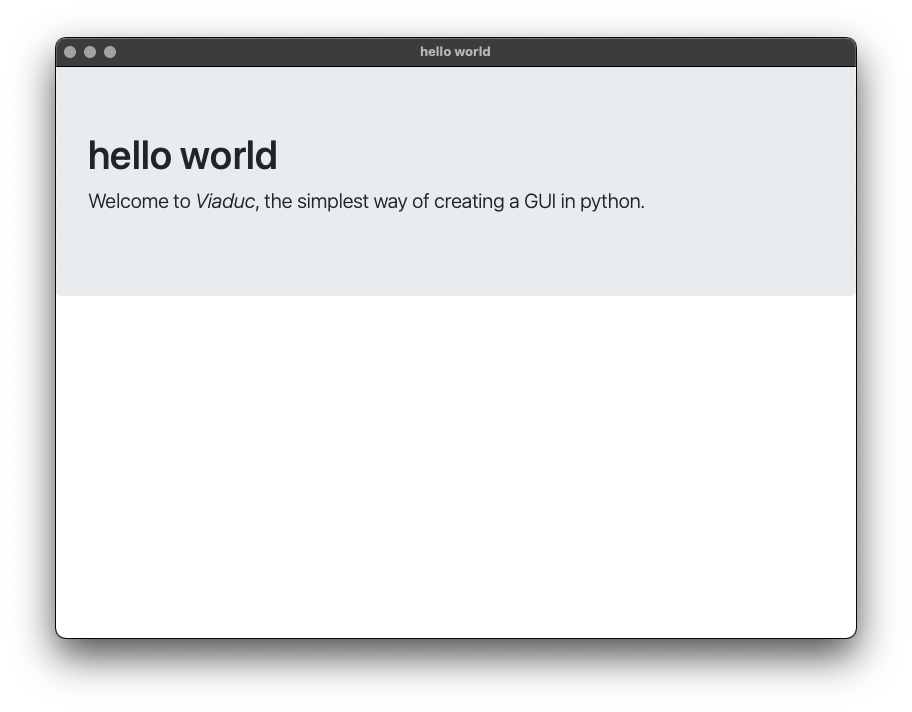 hello world
hello world
Welcome to Viaduc, the simplest way of creating a GUI in python.